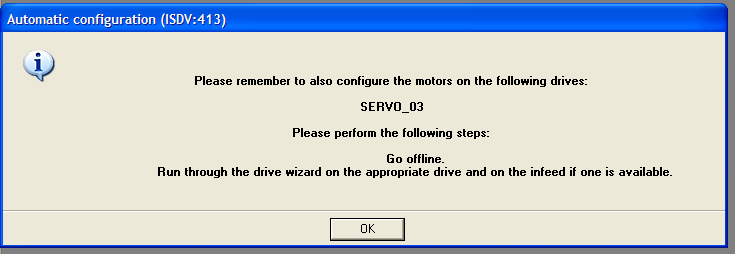 Automatic configuration (ISDV:413)
Please remember to also configure the motors on the following drives:
SERVO_03
Please perform the following steps:
Go offline.
Run through the drive wizard on the appropriate drive and on the infeed if one is available.
OK